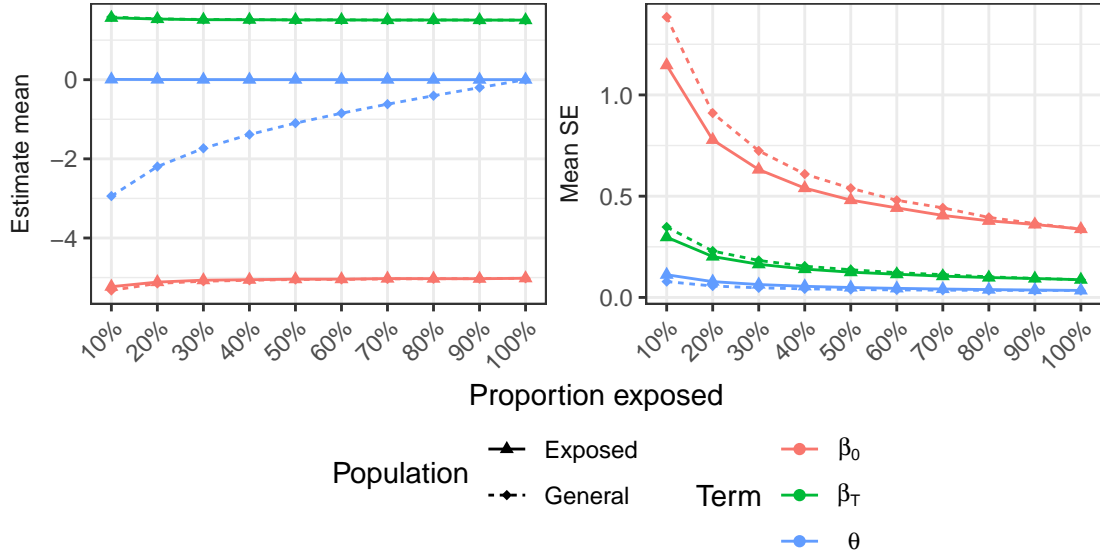 Estimate mean
0
−2
−4
10%
20%
30%
40%
50%
60%
70%
80%
90%
100%
Mean SE
1.0
0.5
0.0
10%
20%
30%
40%
50%
60%
70%
80%
90%
100%
Proportion exposed
Population
Exposed
General
Term
β₀
β_T
θ